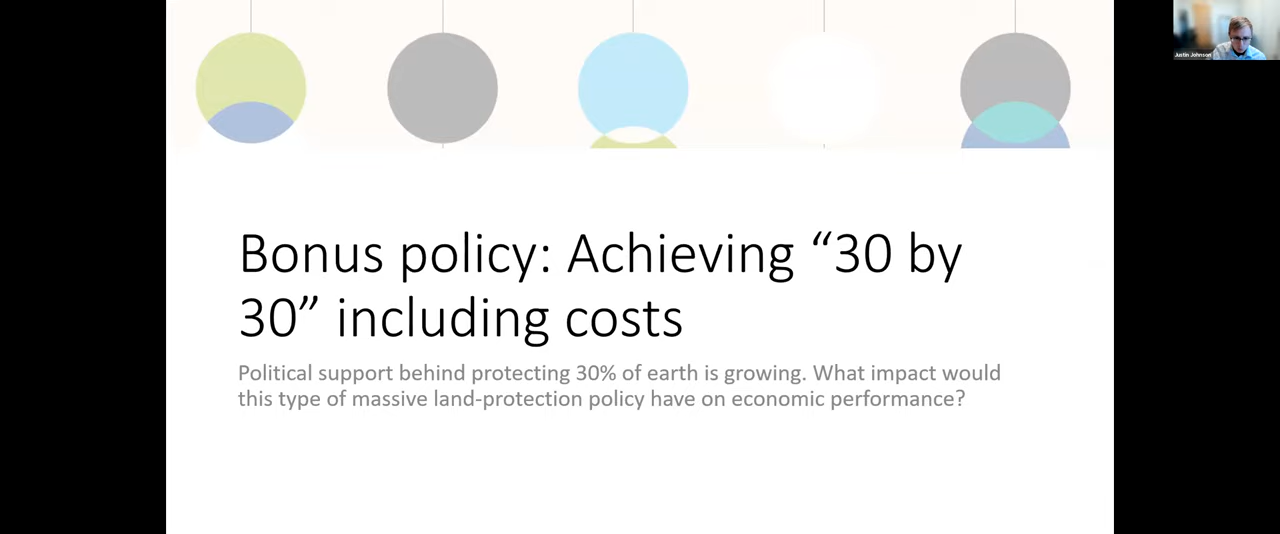 Justin Johnson
Bonus policy: Achieving “30 by
30” including costs
Political support behind protecting 30% of earth is growing. What impact would
this type of massive land-protection policy have on economic performance?